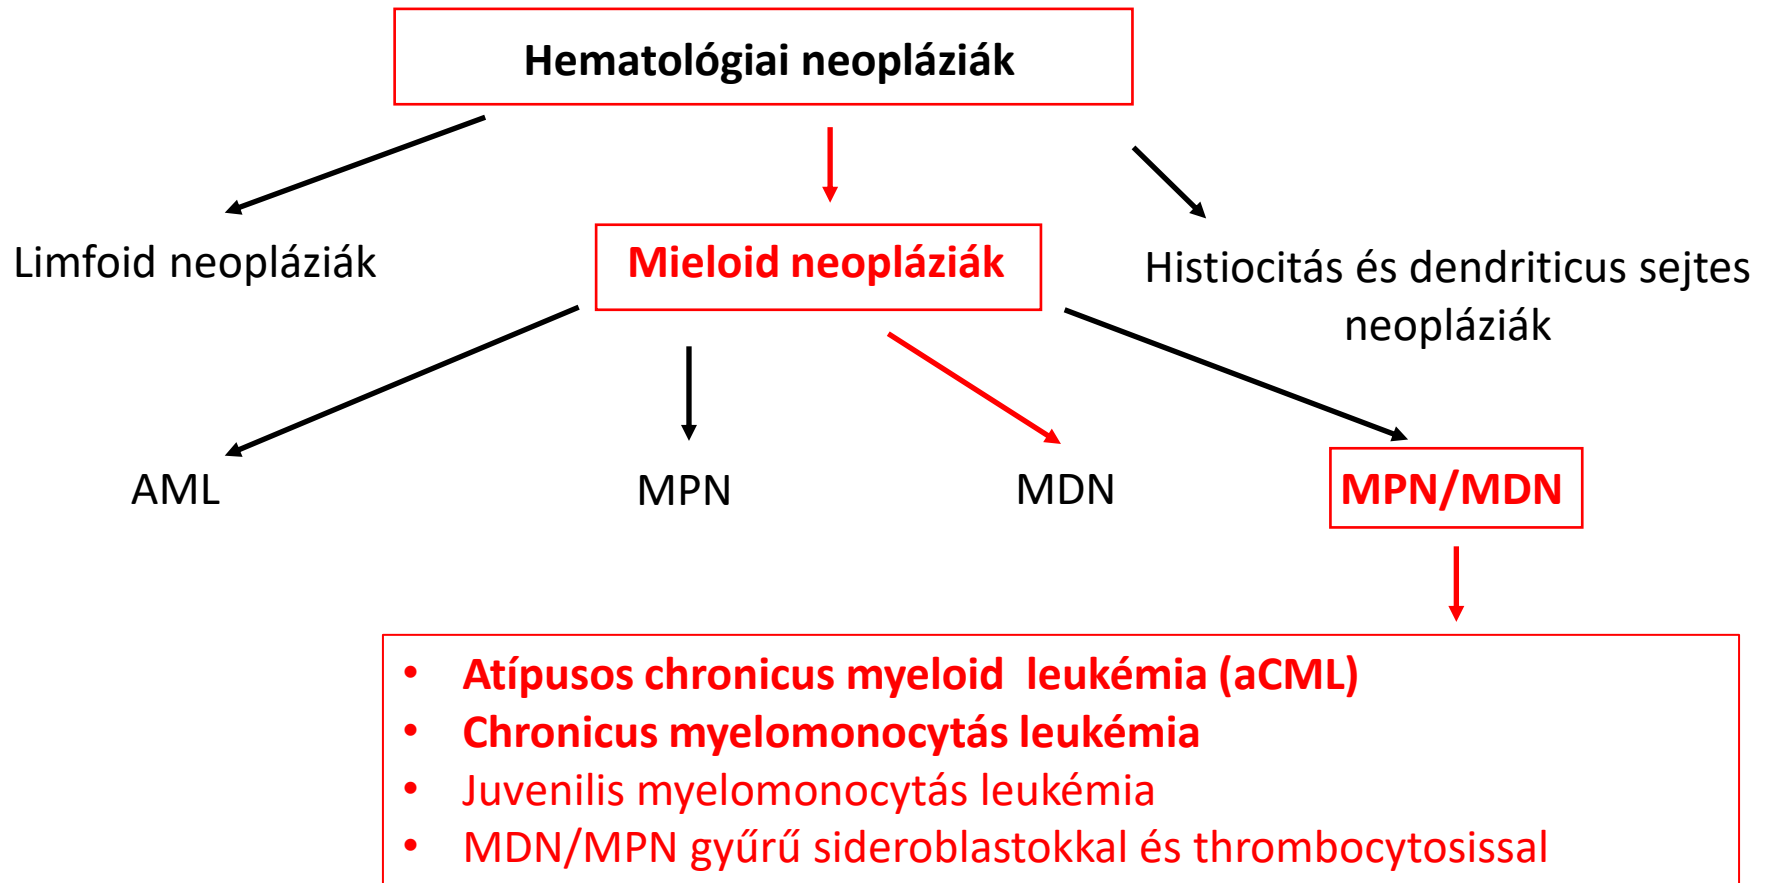 Hematológiai neopláziák
Limfoid neopláziák
Mieloid neopláziák
Histiocitás és dendriticus sejtes
neopláziák
AML
MPN
MDN
MPN/MDN
• Atípusos chronicus myeloid leukémia (aCML)
• Chronicus myelomonocytás leukémia
• Juvenilis myelomonocytás leukémia
• MDN/MPN gyűrű sideroblastokkal és thrombocytosissal